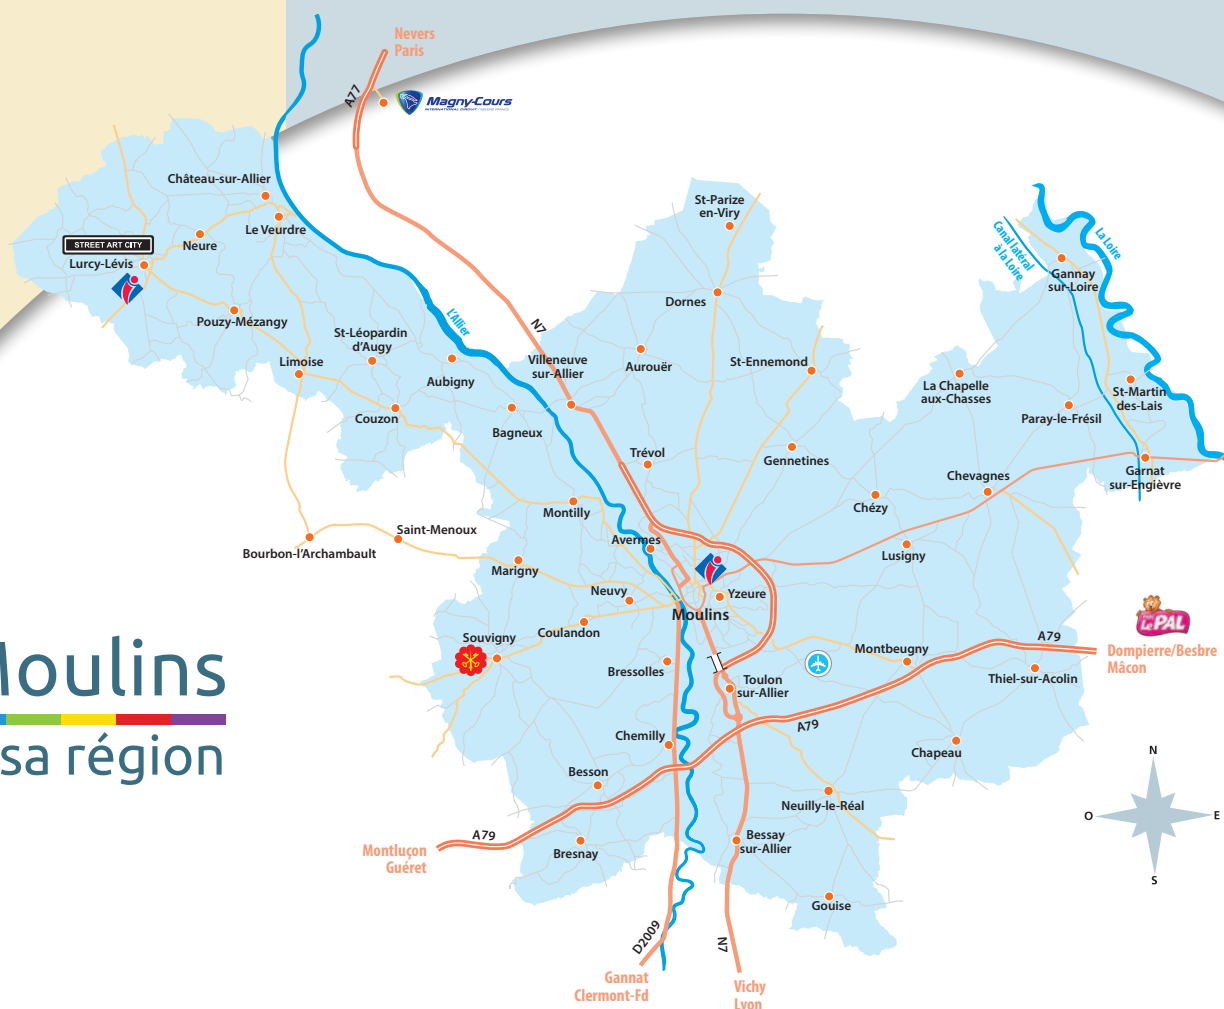 Nevers
Paris
A77
Magny-Cours
St-Parize
en-Viry
Château-sur-Allier
Le Veurdre
STREET ART CITY
Neure
Lurcy-Lévis
La Loire
Canal latéral
à la Loire
Gannay
sur-Loire
Dornes
L'Allier
N7
Pouzy-Mézangy
St-Léopardin
d'Augy
Limoise
Aubigny
Villeneuve
sur-Allier
Aurouër
St-Ennemond
La Chapelle
aux-Chasses
St-Martin
des-Lais
Paray-le-Frésil
Couzon
Bagneux
Trévol
Gennetines
Chevagnes
Garnat
sur-Engièvre
Chézy
Montilly
Saint-Menoux
Bourbon-l'Archambault
Avermes
Lusigny
Marigny
Neuvy
Yzeure
Moulins
LE PAL
Souvigny
Coulandon
A79
Dompierre/Besbre
Mâcon
Montbeugny
Thiel-sur-Acolin
Bressolles
Toulon
sur-Allier
Moulins
sa région
A79
Chemilly
Chapeau
Besson
Neuilly-le-Réal
N
O
E
S
A79
Montluçon
Guéret
Bresnay
Bessay
sur-Allier
Gouise
D2009
N7
Gannat
Clermont-Fd
Vichy
Lyon